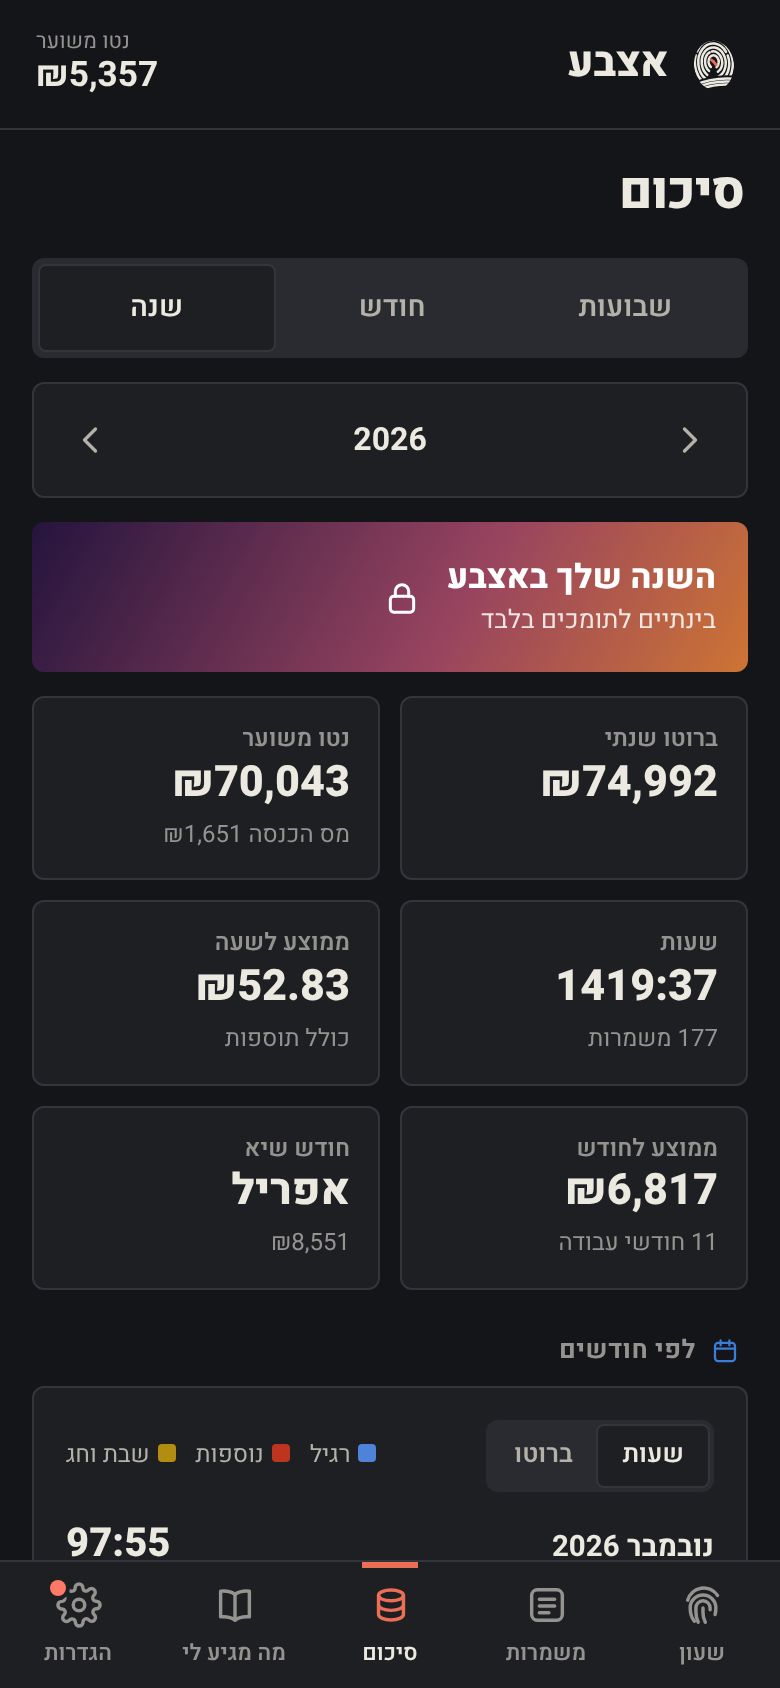 אצבע
נטו משוער
₪5,357
סיכום
שבועות
חודש
שנה
2026
השנה שלך באצבע
בינתיים לתומכים בלבד
ברוטו שנתי
₪74,992
נטו משוער
₪70,043
מס הכנסה ₪1,651
שעות
1419:37
177 משמרות
ממוצע לשעה
₪52.83
כולל תוספות
ממוצע לחודש
₪6,817
11 חודשי עבודה
חודש שיא
אפריל
₪8,551
לפי חודשים
שעות
ברוטו
רגיל
נוספות
שבת וחג
נובמבר 2026
97:55
שעון
משמרות
סיכום
מה מגיע לי
הגדרות